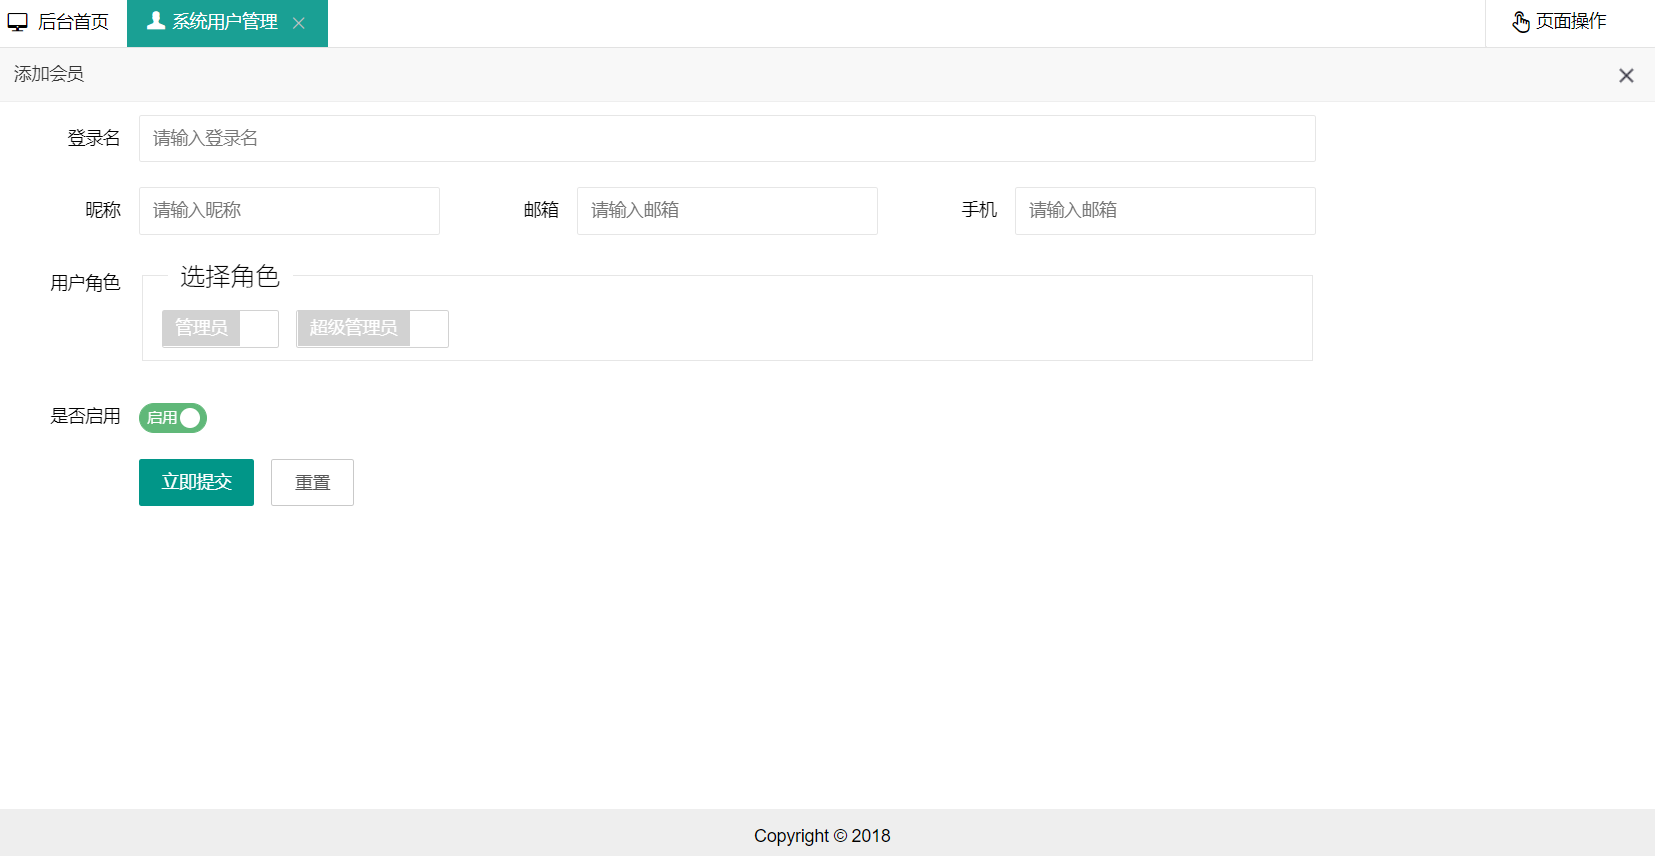 后台首页 系统用户管理 页面操作
添加会员
登录名 请输入登录名
昵称 请输入昵称 邮箱 请输入邮箱 手机 请输入邮箱
用户角色 选择角色
管理员 超级管理员
是否启用 启用
立即提交 重置
Copyright © 2018